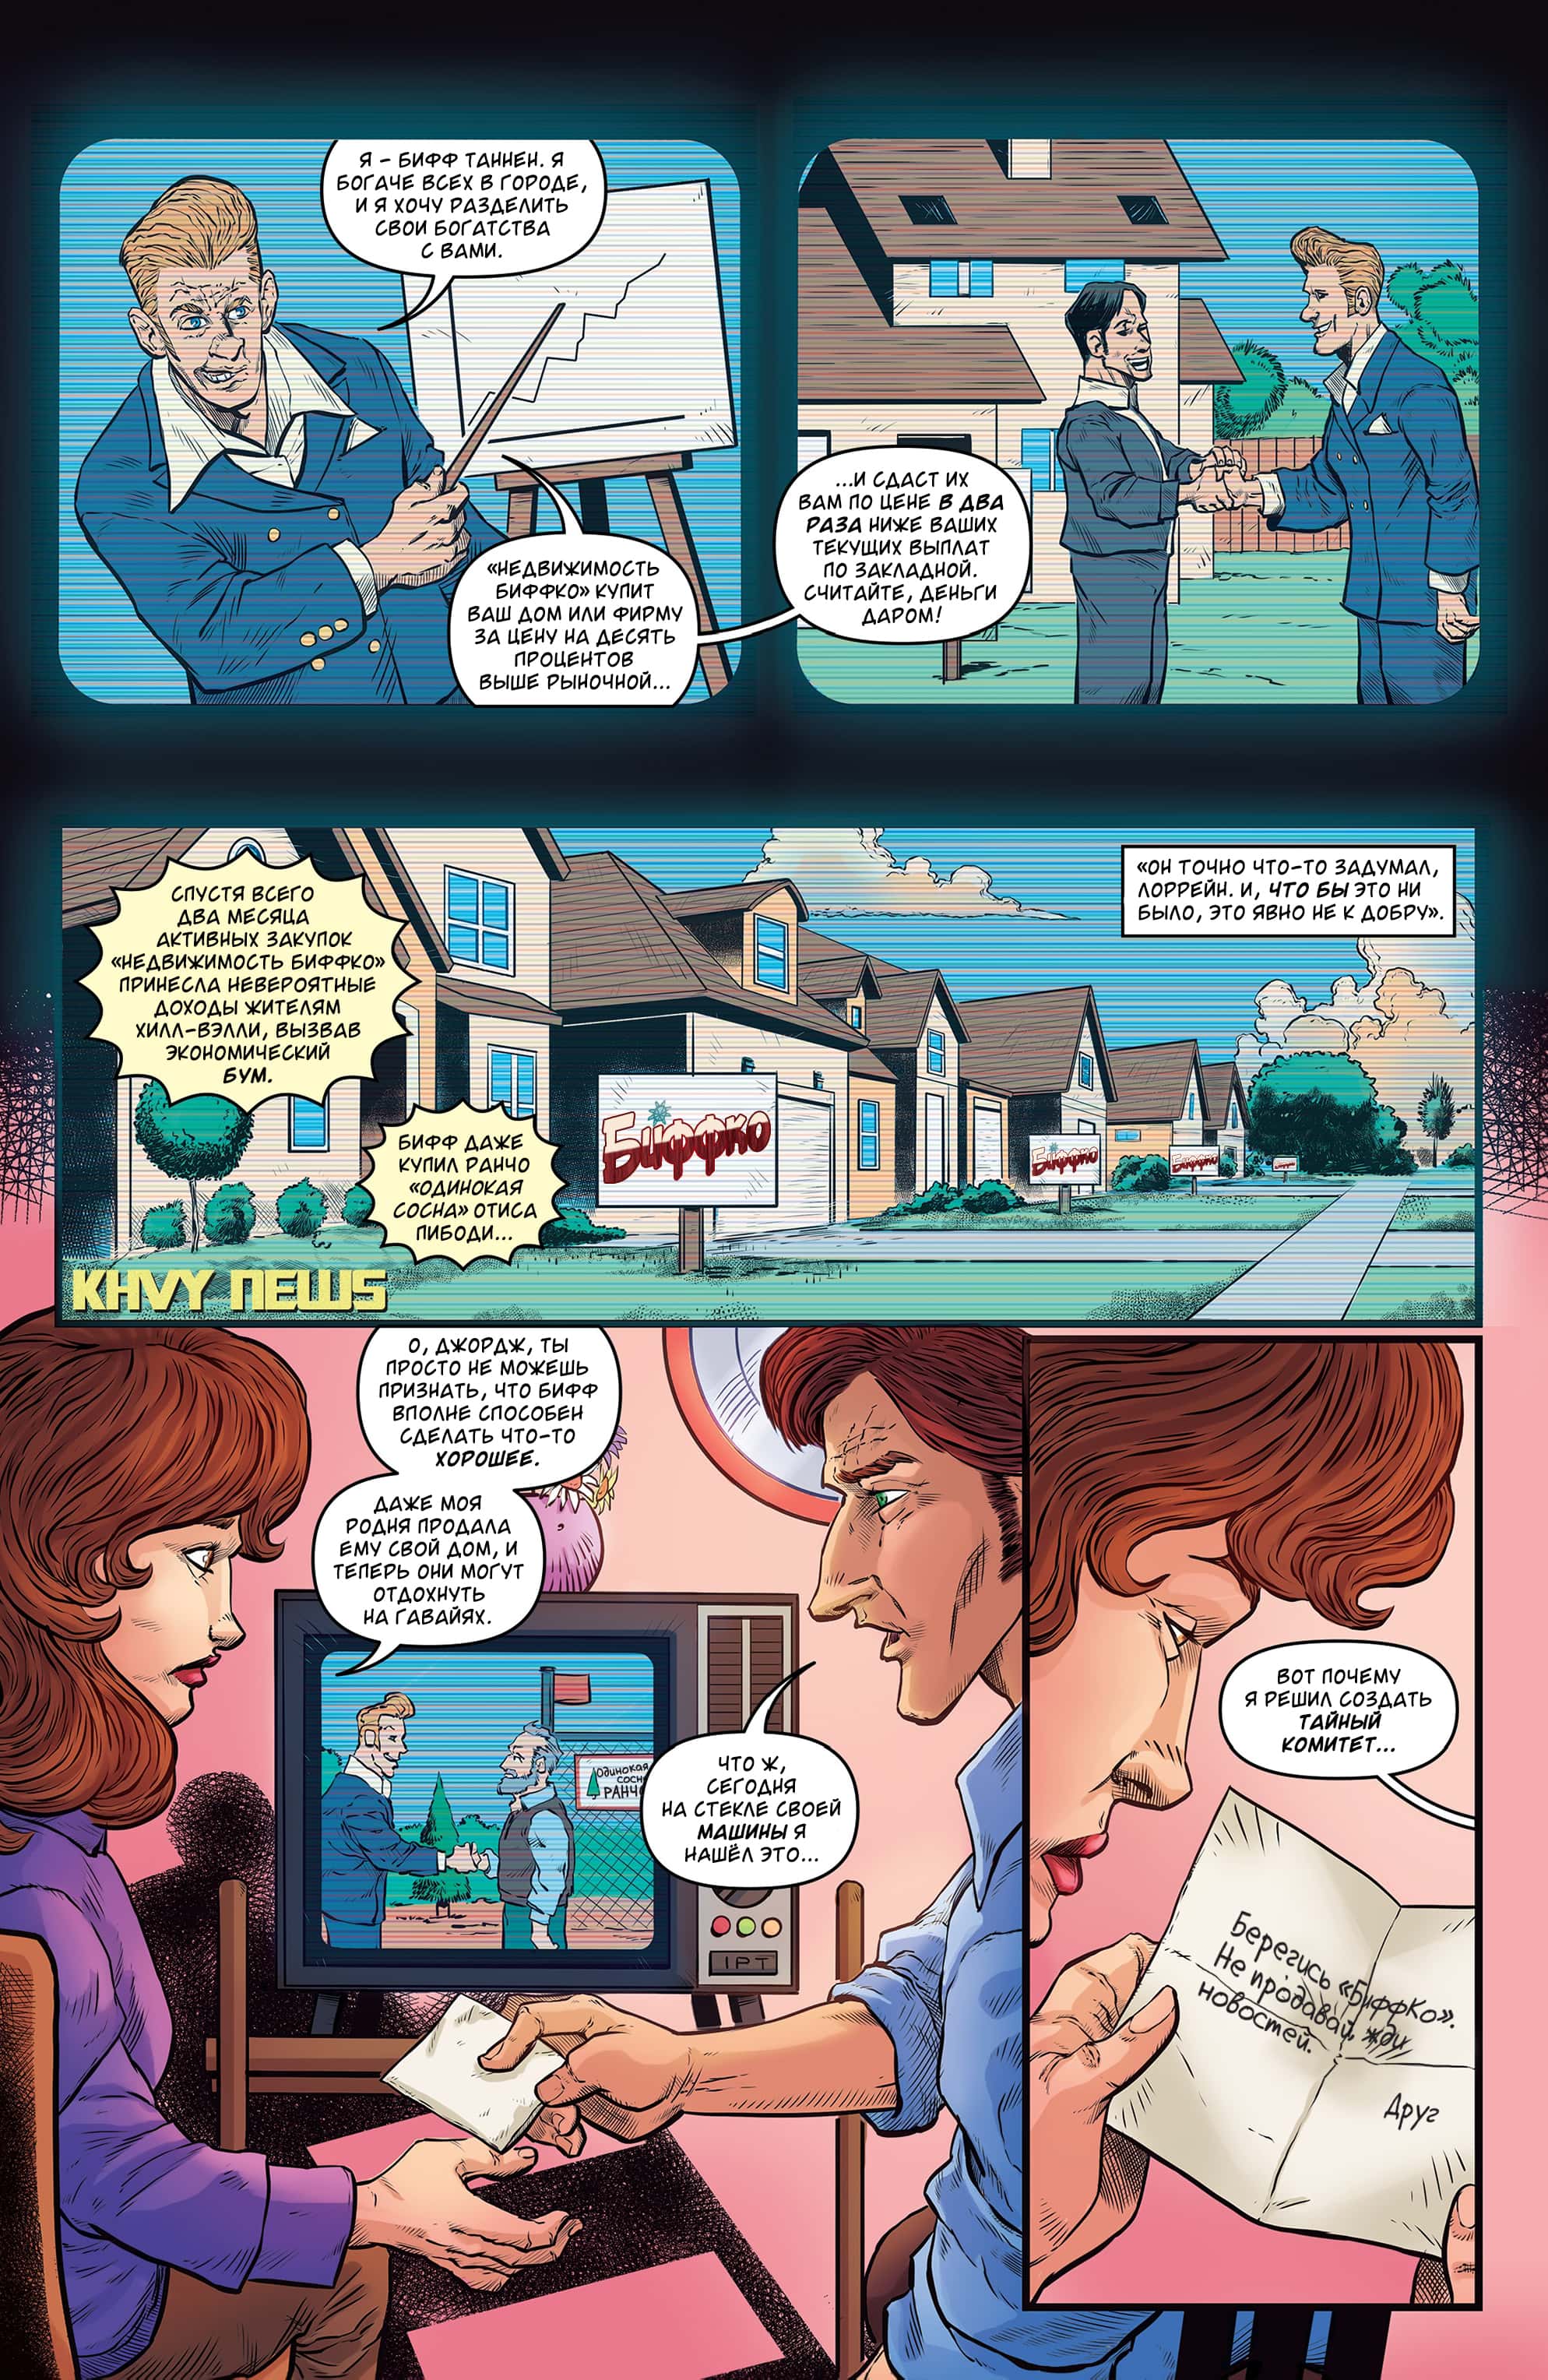 Я – БИФФ ТАННЕН. Я
БОГАЧЕ ВСЕХ В ГОРОДЕ,
И Я ХОЧУ РАЗДЕЛИТЬ
СВОИ БОГАТСТВА
С ВАМИ.
«НЕДВИЖИМОСТЬ
БИФФКО» КУПИТ
ВАШ ДОМ ИЛИ ФИРМУ
ЗА ЦЕНУ НА ДЕСЯТЬ
ПРОЦЕНТОВ
ВЫШЕ РЫНОЧНОЙ...
...И СДАСТ ИХ
ВАМ ПО ЦЕНЕ В ДВА
РАЗА НИЖЕ ВАШИХ
ТЕКУЩИХ ВЫПЛАТ
ПО ЗАКЛАДНОЙ.
СЧИТАЙТЕ, ДЕНЬГИ
ДАРОМ!
СПУСТЯ ВСЕГО
ДВА МЕСЯЦА
АКТИВНЫХ ЗАКУПОК
«НЕДВИЖИМОСТЬ БИФФКО»
ПРИНЕСЛА НЕВЕРОЯТНЫЕ
ДОХОДЫ ЖИТЕЛЯМ
ХИЛЛ-ВЭЛЛИ, ВЫЗВАВ
ЭКОНОМИЧЕСКИЙ
БУМ.
«ОН ТОЧНО ЧТО-ТО ЗАДУМАЛ,
ЛОРРЕЙН. И, ЧТО БЫ ЭТО НИ
БЫЛО, ЭТО ЯВНО НЕ К ДОБРУ».
БИФФ ДАЖЕ
КУПИЛ РАНЧО
«ОДИНОКАЯ
СОСНА» ОТИСА
ПИБОДИ...
Биффко
Биффко
Биффко
KHVY NEWS
О, ДЖОРДЖ, ТЫ
ПРОСТО НЕ МОЖЕШЬ
ПРИЗНАТЬ, ЧТО БИФФ
ВПОЛНЕ СПОСОБЕН
СДЕЛАТЬ ЧТО-ТО
ХОРОШЕЕ.
ДАЖЕ МОЯ
РОДНЯ ПРОДАЛА
ЕМУ СВОЙ ДОМ, И
ТЕПЕРЬ ОНИ МОГУТ
ОТДОХНУТЬ
НА ГАВАЙЯХ.
Одинокая
сосн
РАНЧО
IPT
ЧТО Ж,
СЕГОДНЯ
НА СТЕКЛЕ СВОЕЙ
МАШИНЫ Я
НАШЁЛ ЭТО...
ВОТ ПОЧЕМУ
Я РЕШИЛ СОЗДАТЬ
ТАЙНЫЙ
КОМИТЕТ...
Берегись «БиффКо».
Не продавай, жди
новостей.
Друг